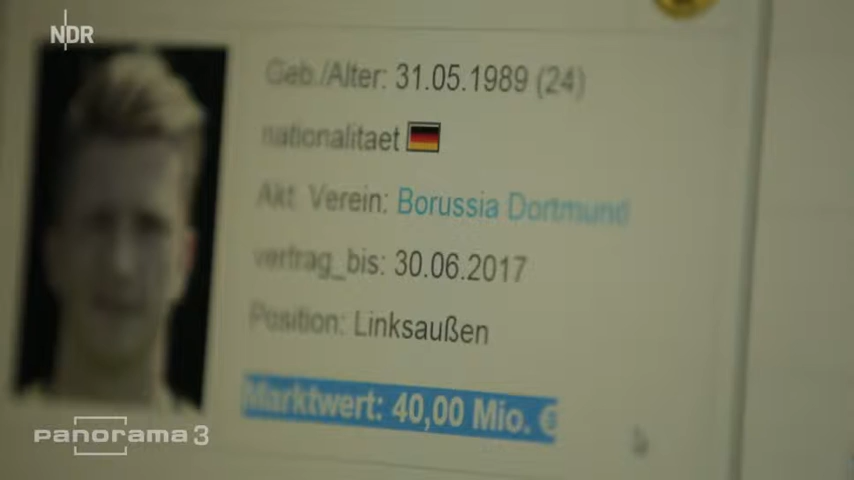 NDR
Geb./Alter: 31.05.1989 (24)
nationalitaet
Akt. Verein: Borussia Dortmund
vertrag_bis: 30.06.2017
Position: Linksaußen
Marktwert: 40,00 Mio. €
panorama 3